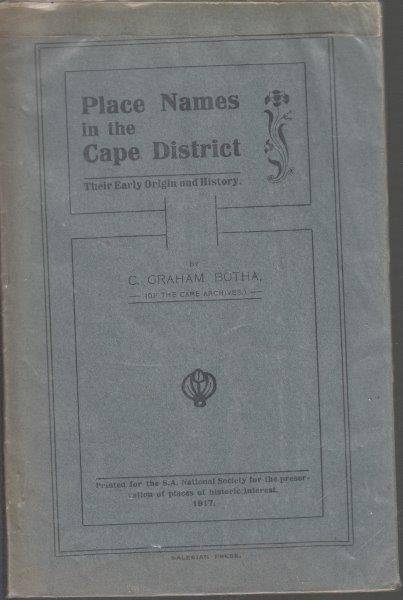 Place Names
in the
Cape District
Their Early Origin and History.
BY
C. GRAHAM BOTHA,
(OF THE CAPE ARCHIVES.)
Printed for the S.A. National Society for the preser-
vation of places of historic interest.
1917.
SALESIAN PRESS.